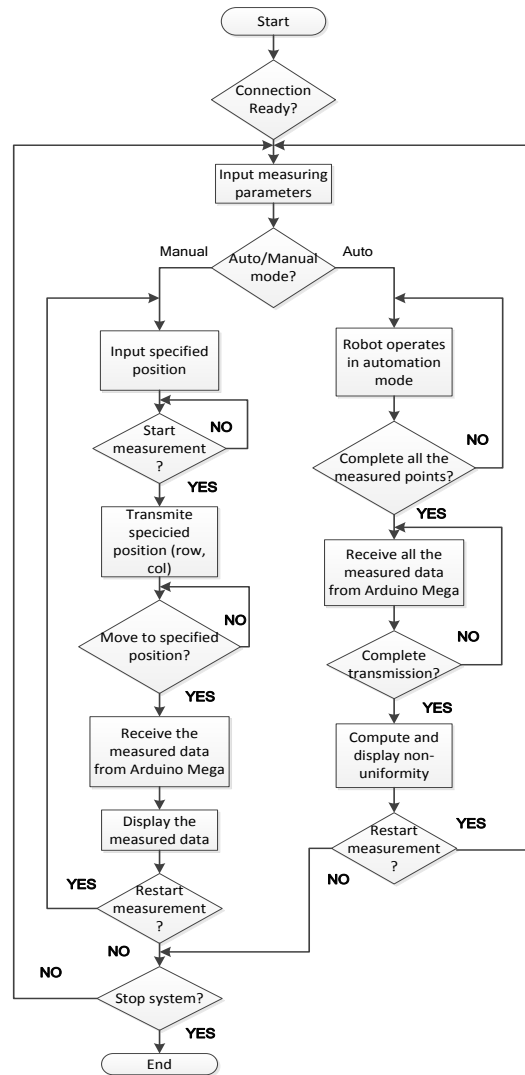 Start
Connection
Ready?
Input measuring
parameters
Manual
Auto/Manual
mode?
Auto
Input specified
position
NO
Start
measurement
?
YES
Transmite
specicied
position (row,
col)
NO
Move to specified
position?
YES
Receive the
measured data
from Arduino Mega
Display the
measured data
YES
Restart
measurement
?
NO
Robot operates
in automation
mode
NO
Complete all the
measured points?
YES
Receive all the
measured data
from Arduino Mega
NO
Complete
transmission?
YES
Compute and
display non-
uniformity
Restart
measurement
?
YES
NO
NO
Stop system?
YES
End